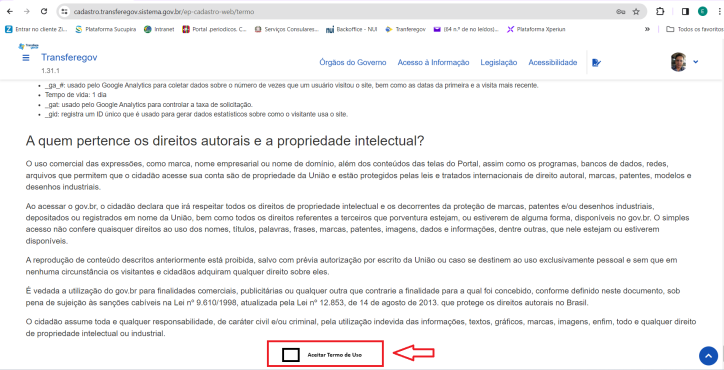 cadastro.transferegov.sistema.gov.br/ep-cadastro-web/termo
Entrar no cliente Zi... Plataforma Sucupira Intranet Portal .periodicos. C... Serviços Consulares... Backoffice - NUI Tranferegov (64 n.º de no leídos)... Plataforma Xperiun » Todos os favoritos
Transferegov
1.31.1
Órgãos do Governo Acesso à Informação Legislação Acessibilidade
• _ga_#: usado pelo Google Analytics para coletar dados sobre o número de vezes que um usuário visitou o site, bem como as datas da primeira e a visita mais recente.
• Tempo de vida: 1 dia
• _gat: usado pelo Google Analytics para controlar a taxa de solicitação.
• _gid: registra um ID único que é usado para gerar dados estatísticos sobre como o visitante usa o site.
A quem pertence os direitos autorais e a propriedade intelectual?
O uso comercial das expressões, como marca, nome empresarial ou nome de domínio, além dos conteúdos das telas do Portal, assim como os programas, bancos de dados, redes,
arquivos que permitem que o cidadão acesse sua conta são de propriedade da União e estão protegidos pelas leis e tratados internacionais de direito autoral, marcas, patentes, modelos e
desenhos industriais.
Ao acessar o gov.br, o cidadão declara que irá respeitar todos os direitos de propriedade intelectual e os decorrentes da proteção de marcas, patentes e/ou desenhos industriais,
depositados ou registrados em nome da União, bem como todos os direitos referentes a terceiros que porventura estejam, ou estiverem de alguma forma, disponíveis no gov.br. O simples
acesso não confere quaisquer direitos ao uso dos nomes, títulos, palavras, frases, marcas, patentes, imagens, dados e informações, dentre outras, que nele estejam ou estiverem
disponíveis.
A reprodução de conteúdo descritos anteriormente está proibida, salvo com prévia autorização por escrito da União ou caso se destinem ao uso exclusivamente pessoal e sem que em
nenhuma circunstância os visitantes e cidadãos adquiram qualquer direito sobre eles.
É vedada a utilização do gov.br para finalidades comerciais, publicitárias ou qualquer outra que contrarie a finalidade para a qual foi concebido, conforme definido neste documento, sob
pena de sujeição às sanções cabíveis na Lei nº 9.610/1998, atualizada pela Lei nº 12.853, de 14 de agosto de 2013. que protege os direitos autorais no Brasil.
O cidadão assume toda e qualquer responsabilidade, de caráter civil e/ou criminal, pela utilização indevida das informações, textos, gráficos, marcas, imagens, enfim, todo e qualquer direito
de propriedade intelectual ou industrial.
Aceitar Termo de Uso